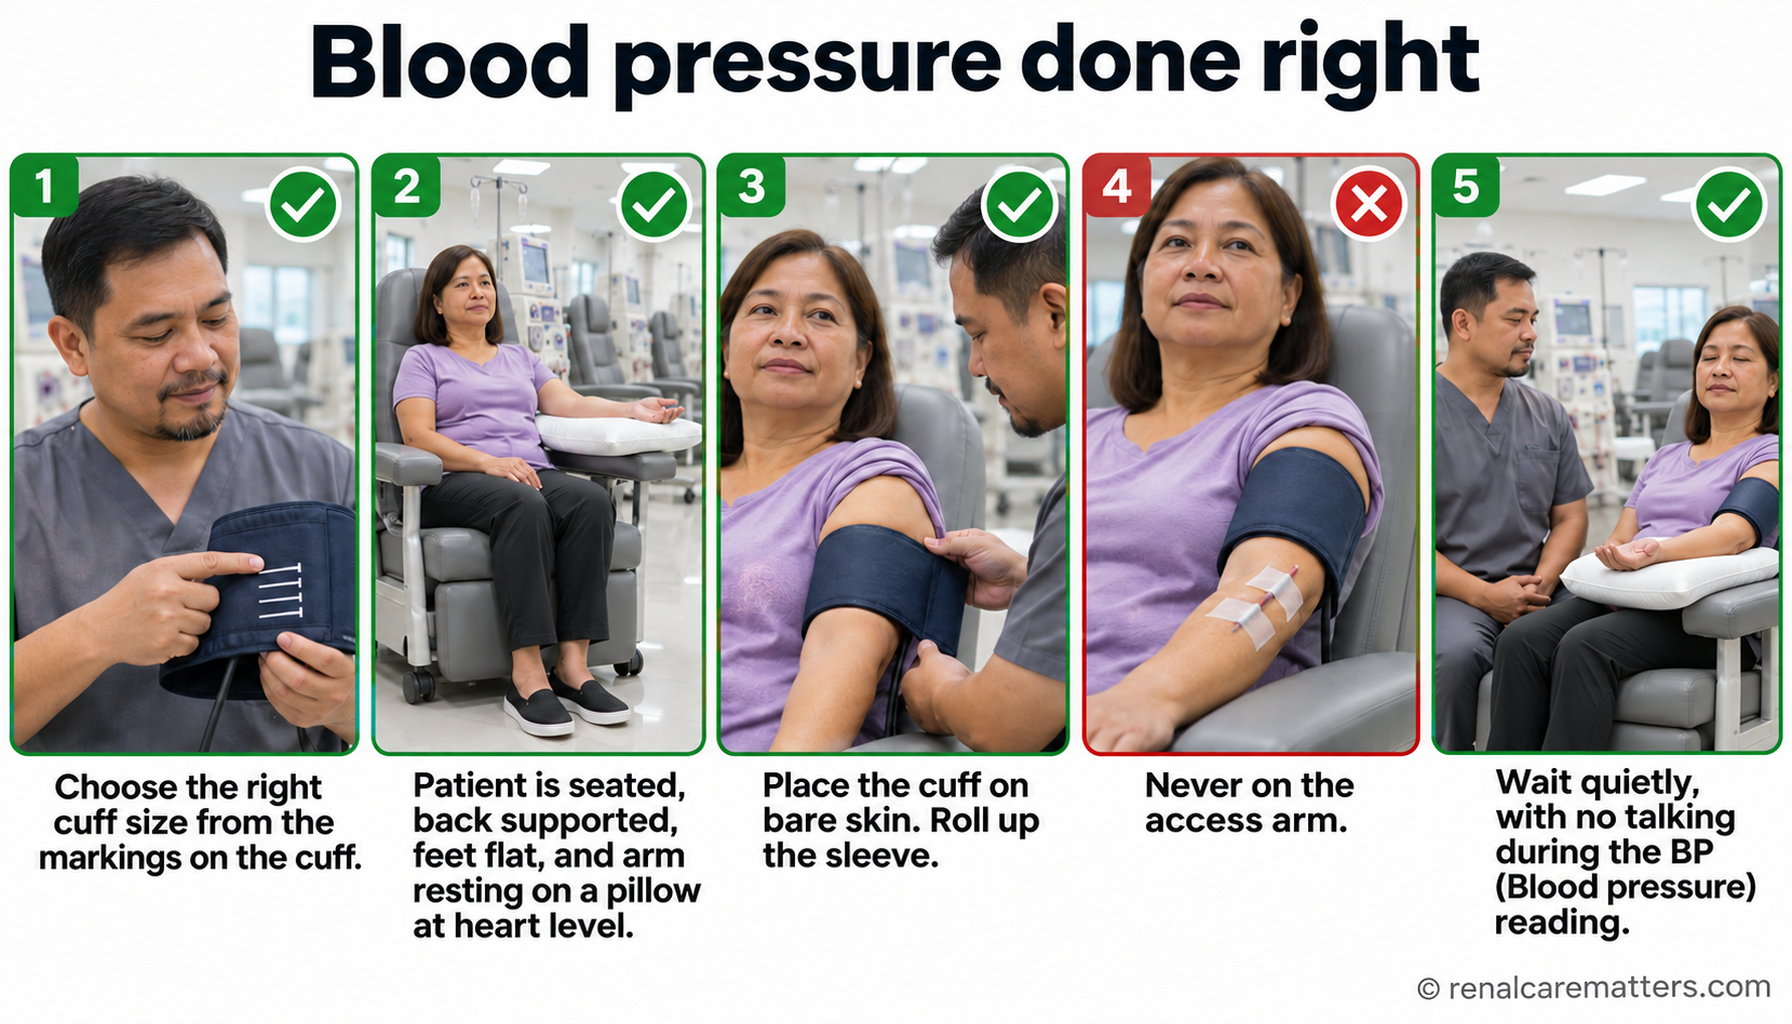 Blood pressure done right
1
2
3
4
5
Choose the right
cuff size from the
markings on the cuff.
Patient is seated,
back supported,
feet flat, and arm
resting on a pillow
at heart level.
Place the cuff on
bare skin. Roll up
the sleeve.
Never on the
access arm.
Wait quietly,
with no talking
during the BP
(Blood pressure)
reading.
© renalcarematters.com